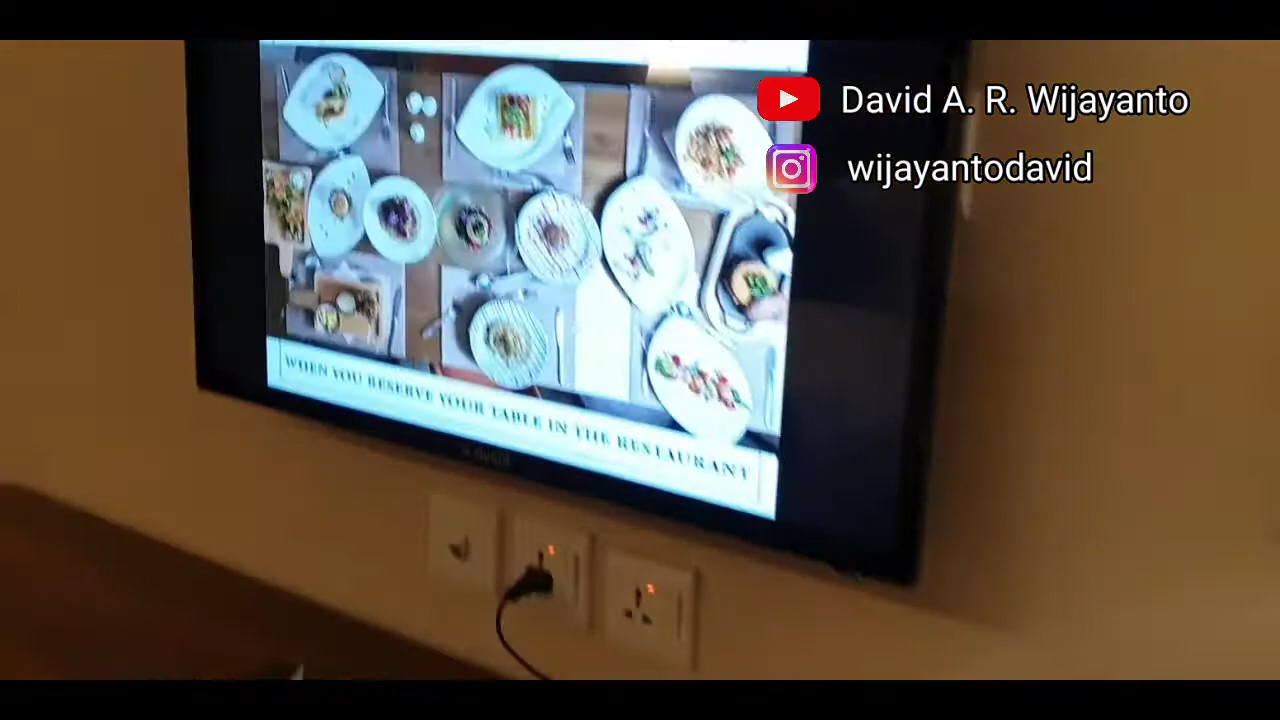 David A. R. Wijayanto
wijayantodavid
WHEN YOU RESERVE YOUR TABLE IN THE RESTAURANT